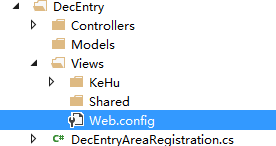 DecEntry
Controllers
Models
Views
KeHu
Shared
Web.config
C# DecEntryAreaRegistration.cs